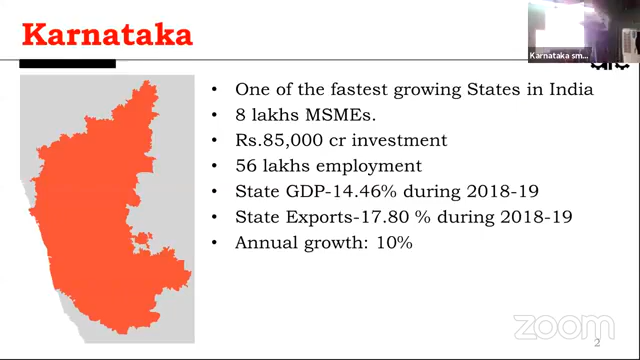 Karnataka
Karnataka sm...
• One of the fastest growing States in India
• 8 lakhs MSMEs.
• Rs.85,000 cr investment
• 56 lakhs employment
• State GDP-14.46% during 2018-19
• State Exports-17.80 % during 2018-19
• Annual growth: 10%
zoom
2